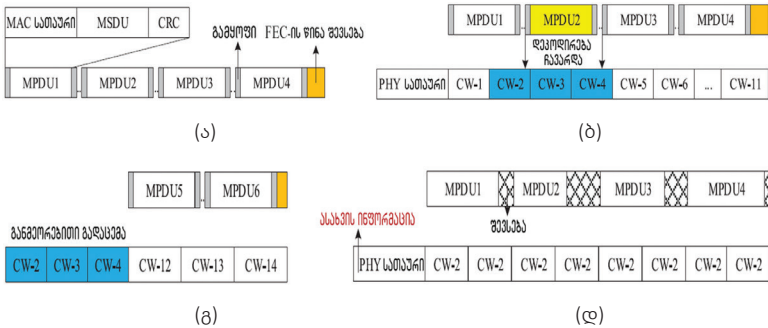 MAC სათაური MSDU CRC
გამყოფი FEC-ის წინა შევსება
MPDU1 MPDU2 MPDU3 MPDU4
(ა)
MPDU1 MPDU2 MPDU3 MPDU4
დეკოდირება
ჩავარდა
PHY სათაური CW-1 CW-2 CW-3 CW-4 CW-5 CW-6 ... CW-11
(ბ)
MPDU5 MPDU6
განმეორებითი გადაცემა
CW-2 CW-3 CW-4 CW-12 CW-13 CW-14
(გ)
MPDU1 MPDU2 MPDU3 MPDU4
შევსება
ასახვის ინფორმაცია
PHY სათაური CW-2 CW-2 CW-2 CW-2 CW-2 CW-2 CW-2 CW-2
(დ)